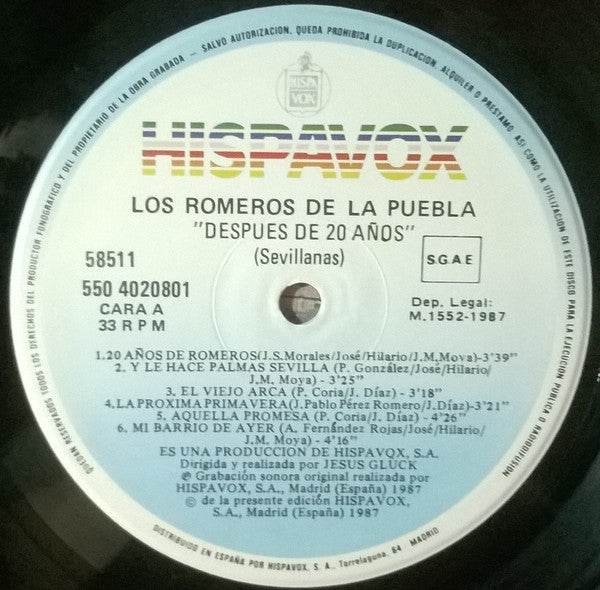 QUEDAN RESERVADOS TODOS LOS DERECHOS DEL PRODUCTOR FONOGRAFICO Y DEL PROPIETARIO DE LA OBRA GRABADA - SALVO AUTORIZACION, QUEDA PROHIBIDA LA DUPLICACION, ALQUILER O PRESTAMO, ASI COMO LA UTILIZACION DE ESTE DISCO PARA LA EJECUCION PUBLICA O RADIODIFUSION
HISPA
VOX
HISPAVOX
LOS ROMEROS DE LA PUEBLA
"DESPUES DE 20 AÑOS"
(Sevillanas)
58511
550 4020801
CARA A
33 RPM
SGAE
Dep. Legal:
M.1552-1987
1.20 AÑOS DE ROMEROS(J.S.Morales/José/Hilario/J.M.Moya)-3'39"
2. Y LE HACE PALMAS SEVILLA (P. González/José/Hilario/
J.M. Moya) - 3'25"
3. EL VIEJO ARCA (P. Coria/J. Díaz) - 3'18"
4.LA PROXIMA PRIMAVERA(J.Pablo Pérez Romero/J.Díaz)-3'21"
5. AQUELLA PROMESA (P. Coria/J. Díaz) - 4'26"
6. MI BARRIO DE AYER (A. Fernández Rojas/José/Hilario/
J.M. Moya) - 4'16"
ES UNA PRODUCCION DE HISPAVOX, S.A.
Dirigida y realizada por JESUS GLUCK
℗ Grabación sonora original realizada por
HISPAVOX, S.A., Madrid (España) 1987
© de la presente edición HISPAVOX,
S.A., Madrid (España) 1987
DISTRIBUIDO EN ESPAÑA POR HISPAVOX, S. A., Torrelaguna, 64 MADRID